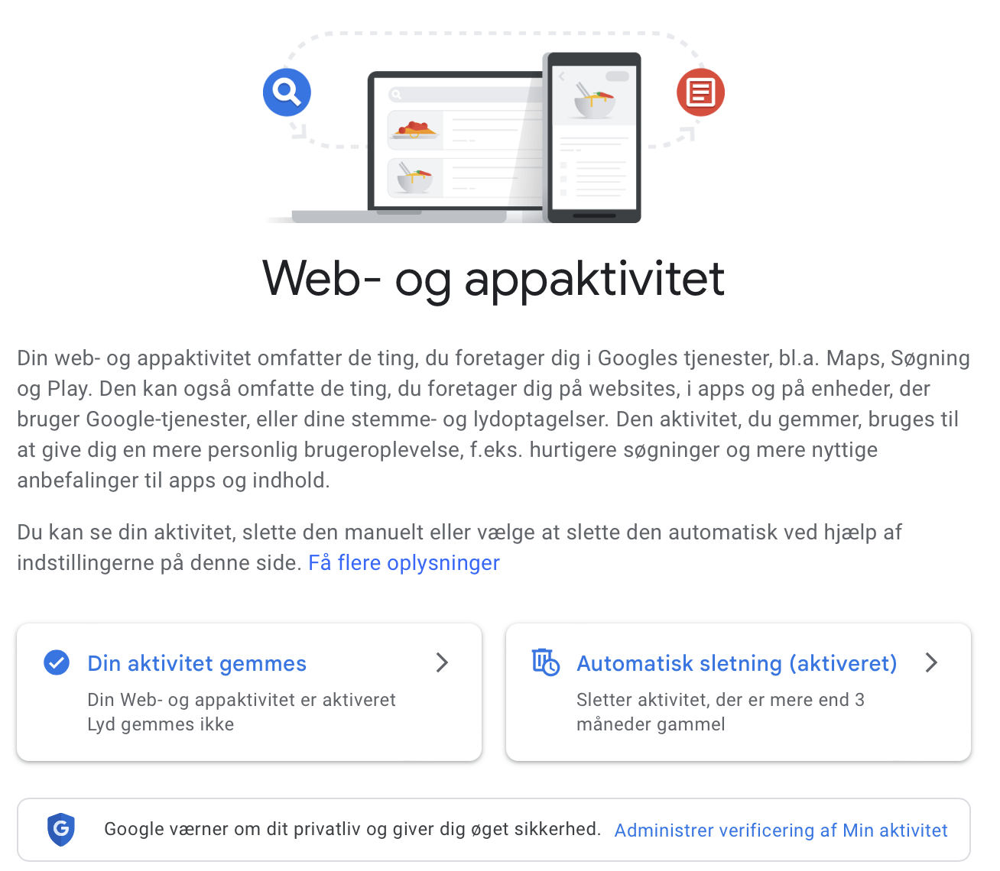 Web- og appaktivitet
Din web- og appaktivitet omfatter de ting, du foretager dig i Googles tjenester, bl.a. Maps, Søgning
og Play. Den kan også omfatte de ting, du foretager dig på websites, i apps og på enheder, der
bruger Google-tjenester, eller dine stemme- og lydoptagelser. Den aktivitet, du gemmer, bruges til
at give dig en mere personlig brugeroplevelse, f.eks. hurtigere søgninger og mere nyttige
anbefalinger til apps og indhold.
Du kan se din aktivitet, slette den manuelt eller vælge at slette den automatisk ved hjælp af
indstillingerne på denne side. Få flere oplysninger
Din aktivitet gemmes
Din Web- og appaktivitet er aktiveret
Lyd gemmes ikke
Automatisk sletning (aktiveret)
Sletter aktivitet, der er mere end 3
måneder gammel
G
Google værner om dit privatliv og giver dig øget sikkerhed. Administrer verificering af Min aktivitet